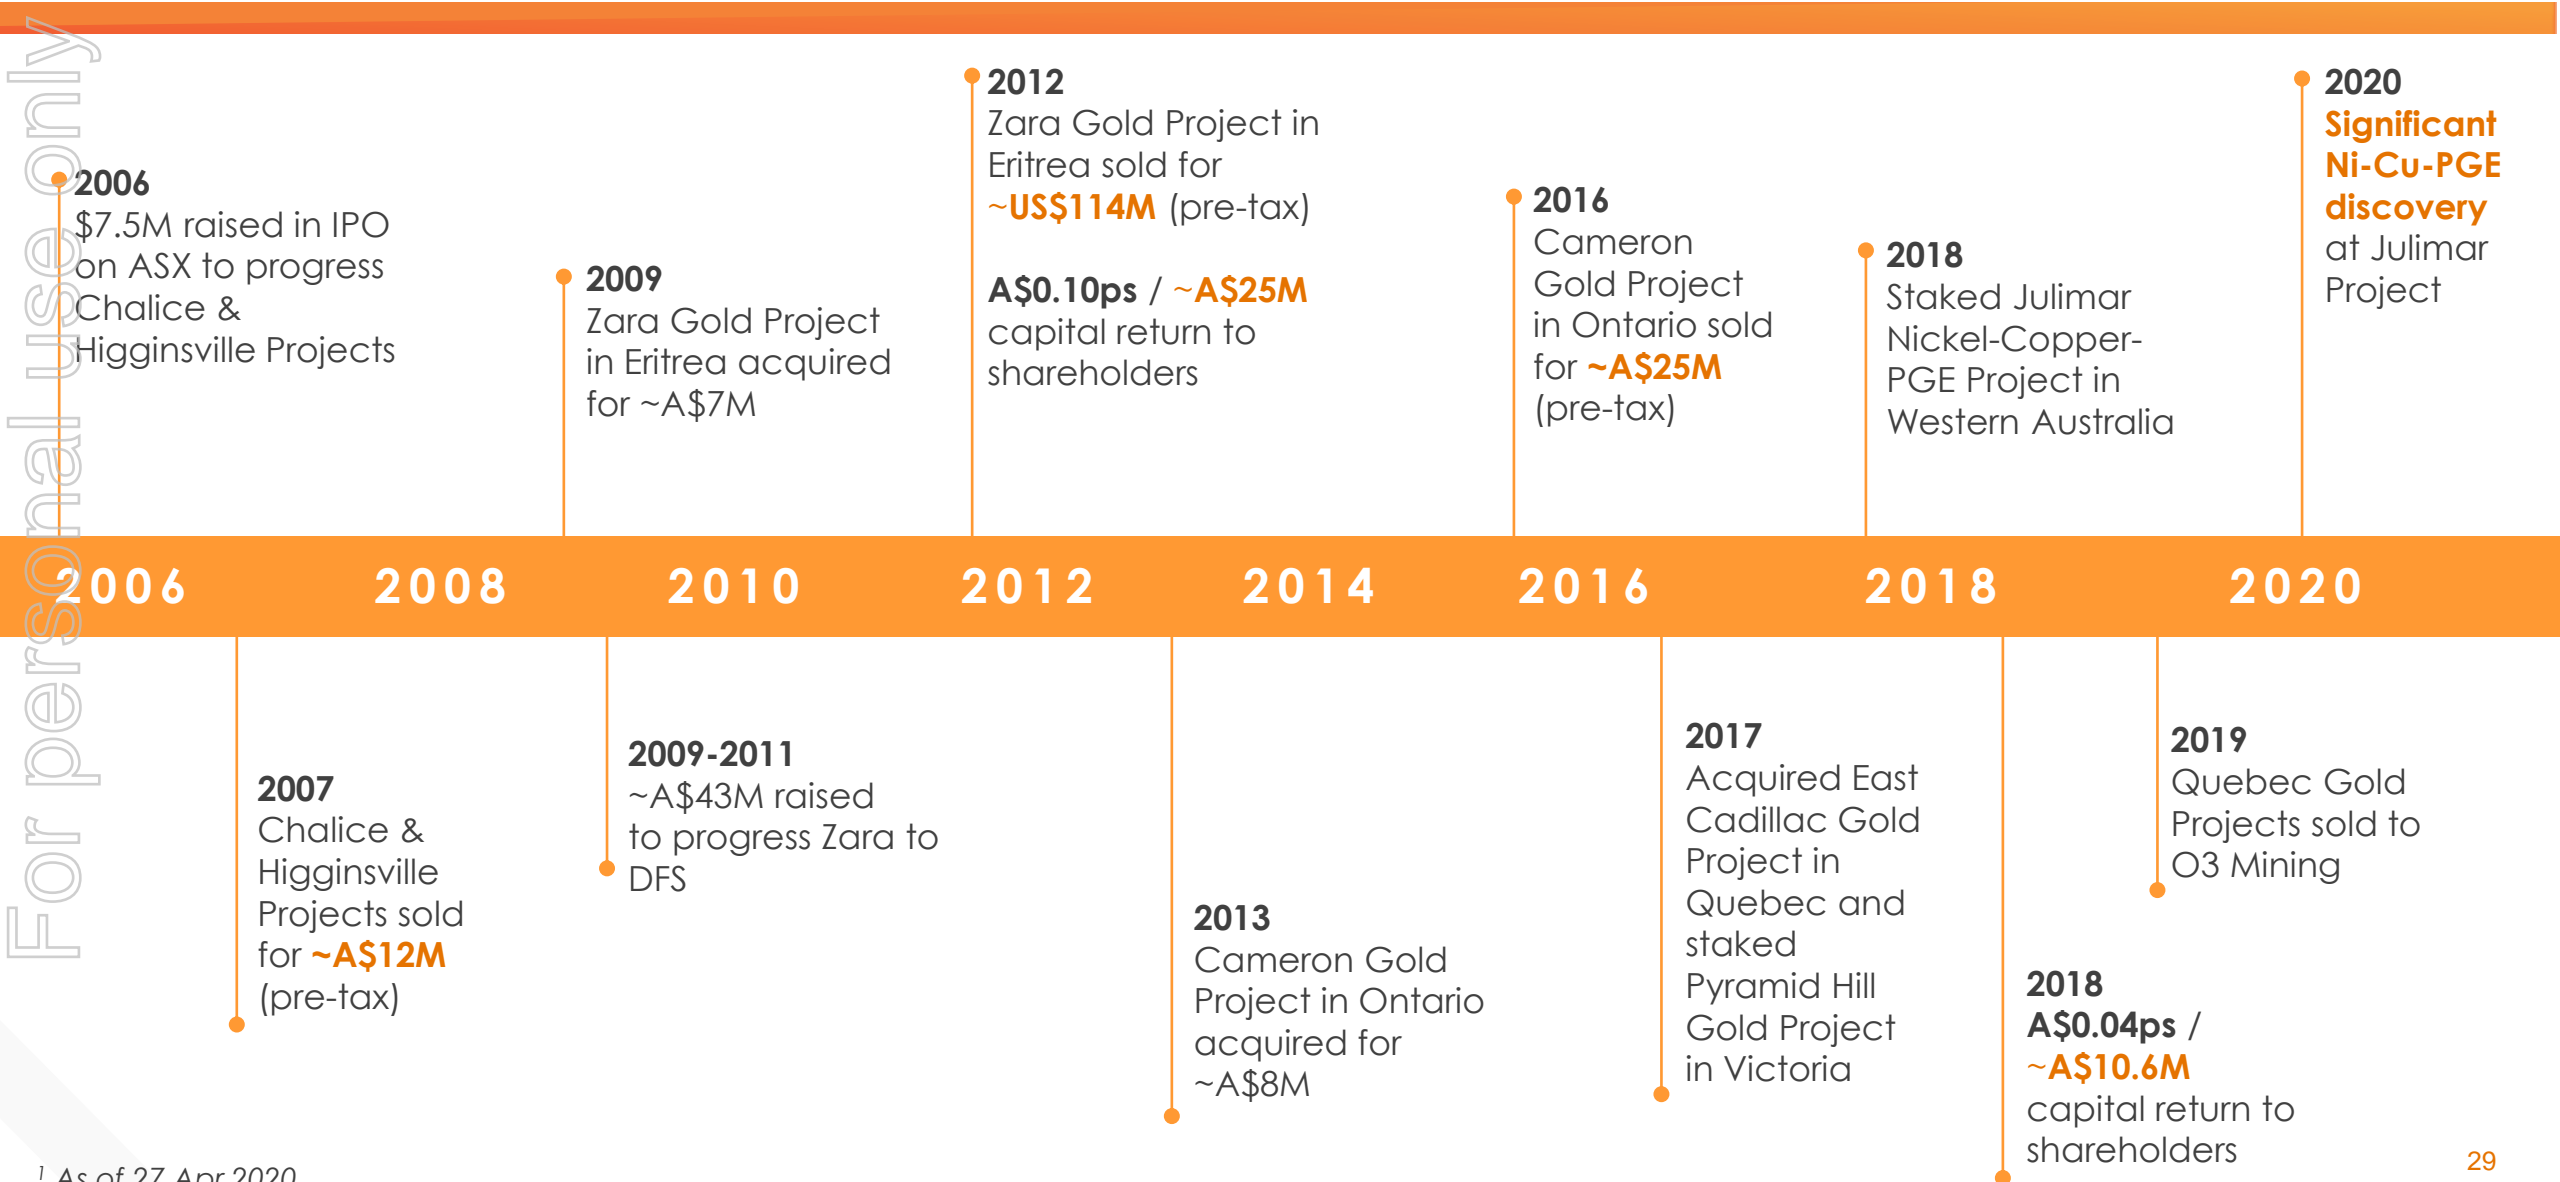 For personal use only
2006
$7.5M raised in IPO
on ASX to progress
Chalice &
Higginsville Projects
2009
Zara Gold Project
in Eritrea acquired
for ~A$7M
2012
Zara Gold Project in
Eritrea sold for
~US$114M (pre-tax)
A$0.10ps / ~A$25M
capital return to
shareholders
2016
Cameron
Gold Project
in Ontario sold
for ~A$25M
(pre-tax)
2018
Staked Julimar
Nickel-Copper-
PGE Project in
Western Australia
2020
Significant
Ni-Cu-PGE
discovery
at Julimar
Project
2006 2008 2010 2012 2014 2016 2018 2020
2007
Chalice &
Higginsville
Projects sold
for ~A$12M
(pre-tax)
2009-2011
~A$43M raised
to progress Zara to
DFS
2013
Cameron Gold
Project in Ontario
acquired for
~A$8M
2017
Acquired East
Cadillac Gold
Project in
Quebec and
staked
Pyramid Hill
Gold Project
in Victoria
2018
A$0.04ps /
~A$10.6M
capital return to
shareholders
2019
Quebec Gold
Projects sold to
O3 Mining
1 As of 27 Apr 2020
29